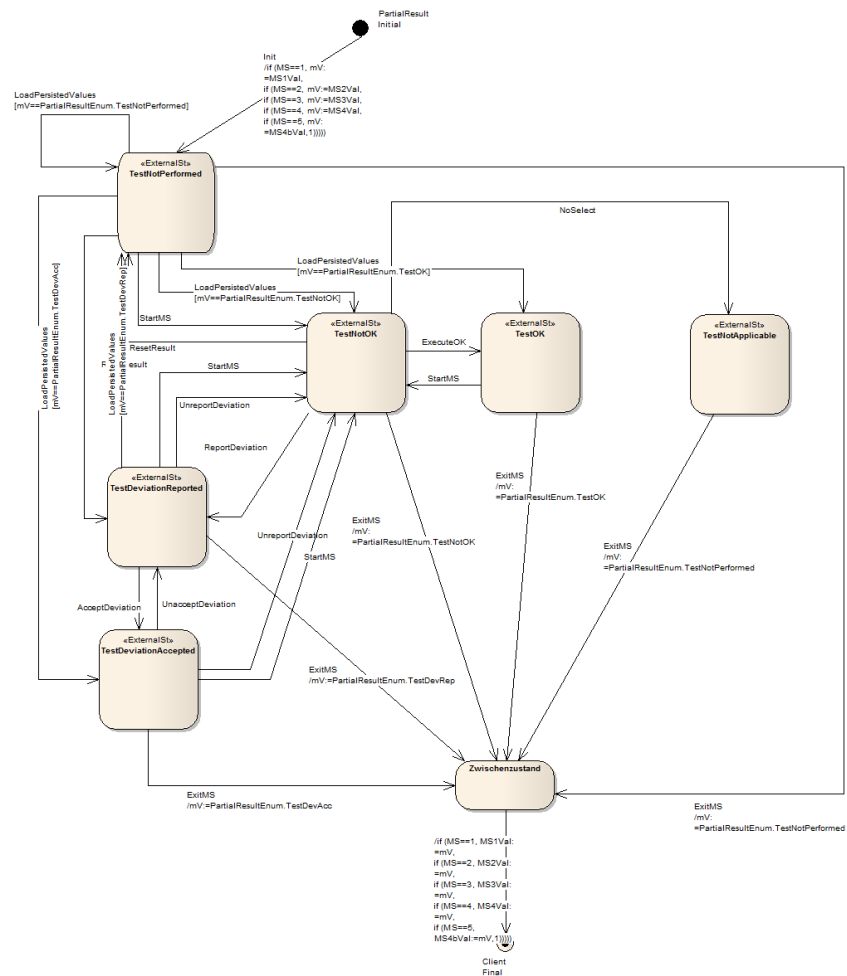 PartialResult
Initial
Init
/if (MS==1, mV:
=MS1Val,
if (MS==2, mV:=MS2Val,
if (MS==3, mV:=MS3Val,
if (MS==4, mV:=MS4Val,
if (MS==5, mV:
=MS4bVal,1)))))
LoadPersistedValues
[mV==PartialResultEnum.TestNotPerformed]
«ExternalSt»
TestNotPerformed
NoSelect
LoadPersistedValues
[mV==PartialResultEnum.TestOK]
LoadPersistedValues
[mV==PartialResultEnum.TestNotOK]
LoadPersistedValues
[mV==PartialResultEnum.TestDevAcc]
LoadPersistedValues
[mV==PartialResultEnum.TestDevRep]
StartMS
«ExternalSt»
TestNotOK
«ExternalSt»
TestOK
«ExternalSt»
TestNotApplicable
ResetResult
ExecuteOK
StartMS
StartMS
UnreportDeviation
ReportDeviation
«ExternalSt»
TestDeviationReported
ExitMS
/mV:
=PartialResultEnum.TestOK
ExitMS
/mV:
=PartialResultEnum.TestNotOK
UnreportDeviation
StartMS
ExitMS
/mV:
=PartialResultEnum.TestNotPerformed
AcceptDeviation
UnacceptDeviation
«ExternalSt»
TestDeviationAccepted
ExitMS
/mV:=PartialResultEnum.TestDevRep
Zwischenzustand
ExitMS
/mV:=PartialResultEnum.TestDevAcc
ExitMS
/mV:
=PartialResultEnum.TestNotPerformed
/if (MS==1, MS1Val:
=mV,
if (MS==2, MS2Val:
=mV,
if (MS==3, MS3Val:
=mV,
if (MS==4, MS4Val:
=mV,
if (MS==5,
MS4bVal:=mV,1)))))
Client
Final